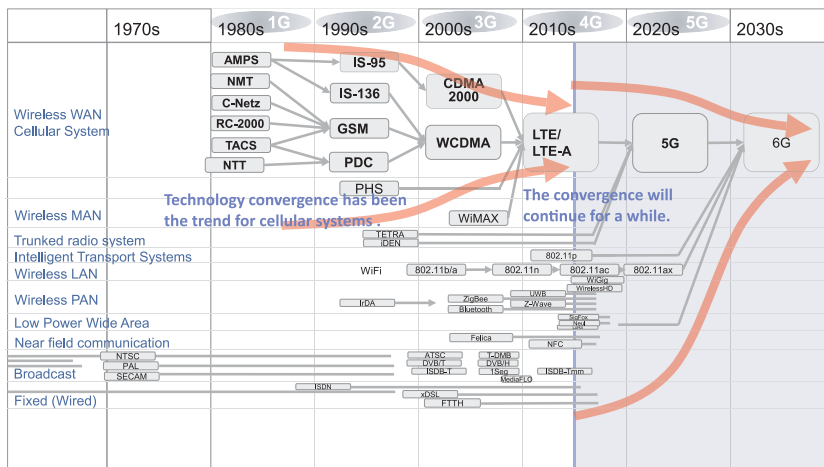 1G 2G 3G 4G 5G
1970s 1980s 1990s 2000s 2010s 2020s 2030s
AMPS IS-95
NMT CDMA
2000
Wireless WAN
Cellular System
C-Netz IS-136
RC-2000 GSM WCDMA LTE/
LTE-A 5G 6G
TACS
NTT PDC
PHS
Technology convergence has been
the trend for cellular systems .
The convergence will
continue for a while.
Wireless MAN WiMAX
Trunked radio system TETRA
iDEN
Intelligent Transport Systems 802.11p
Wireless LAN WiFi 802.11b/a 802.11n 802.11ac 802.11ax
WiGig
WirelessHD
Wireless PAN IrDA ZigBee UWB
Bluetooth Z-Wave
Low Power Wide Area SigFox
Neul
Near field communication Felica NFC
NTSC ATSC T-DMB
PAL DVB/T DVB/H
Broadcast SECAM ISDB-T 1Seg ISDB-Tmm
MediaFLO
ISDN
Fixed (Wired) xDSL
FTTH